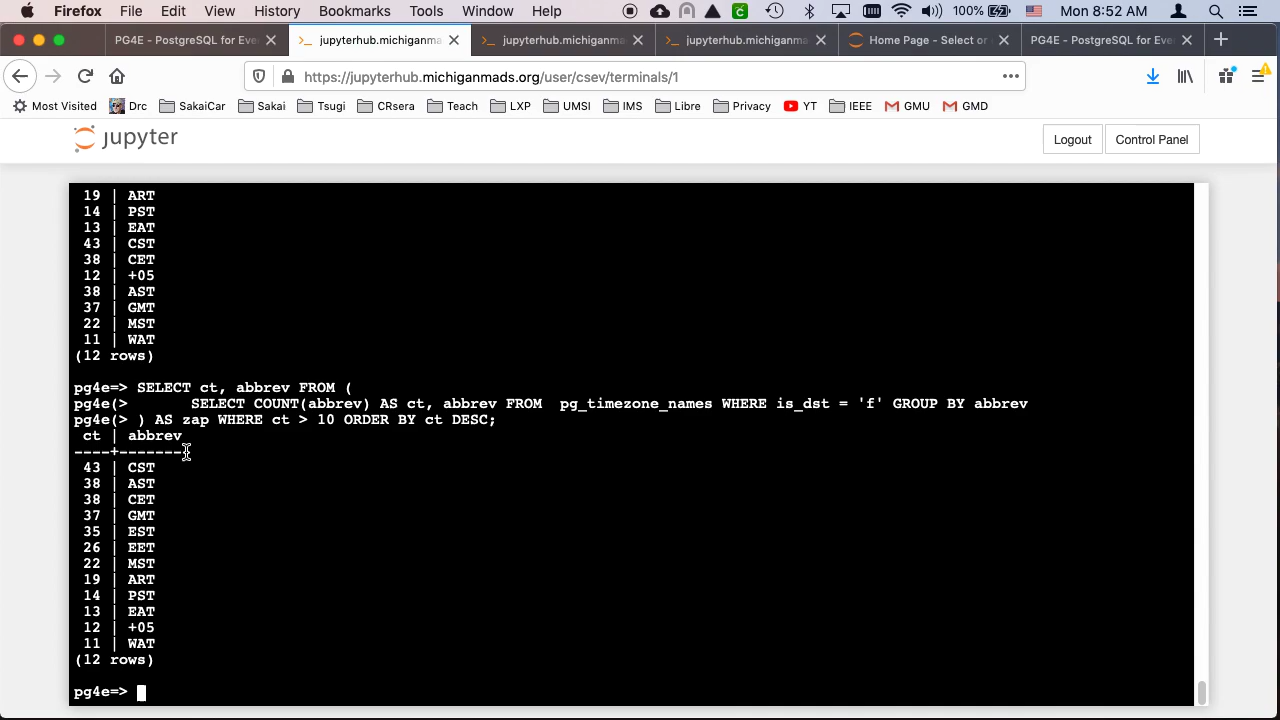 Firefox File Edit View History Bookmarks Tools Window Help 100% Mon 8:52 AM
PG4E - PostgreSQL for Eve jupyterhub.michiganma jupyterhub.michiganma jupyterhub.michiganma Home Page - Select or PG4E - PostgreSQL for Eve
https://jupyterhub.michiganmads.org/user/csev/terminals/1
Most Visited Drc SakaiCar Sakai Tsugi CRsera Teach LXP UMSI IMS Libre Privacy YT IEEE GMU GMD
jupyter Logout Control Panel
19 | ART
14 | PST
13 | EAT
43 | CST
38 | CET
12 | +05
38 | AST
37 | GMT
22 | MST
11 | WAT
(12 rows)
pg4e=> SELECT ct, abbrev FROM (
pg4e(>       SELECT COUNT(abbrev) AS ct, abbrev FROM  pg_timezone_names WHERE is_dst = 'f' GROUP BY abbrev
pg4e(> ) AS zap WHERE ct > 10 ORDER BY ct DESC;
ct | abbrev
----+--------
43 | CST
38 | AST
38 | CET
37 | GMT
35 | EST
26 | EET
22 | MST
19 | ART
14 | PST
13 | EAT
12 | +05
11 | WAT
(12 rows)
pg4e=>